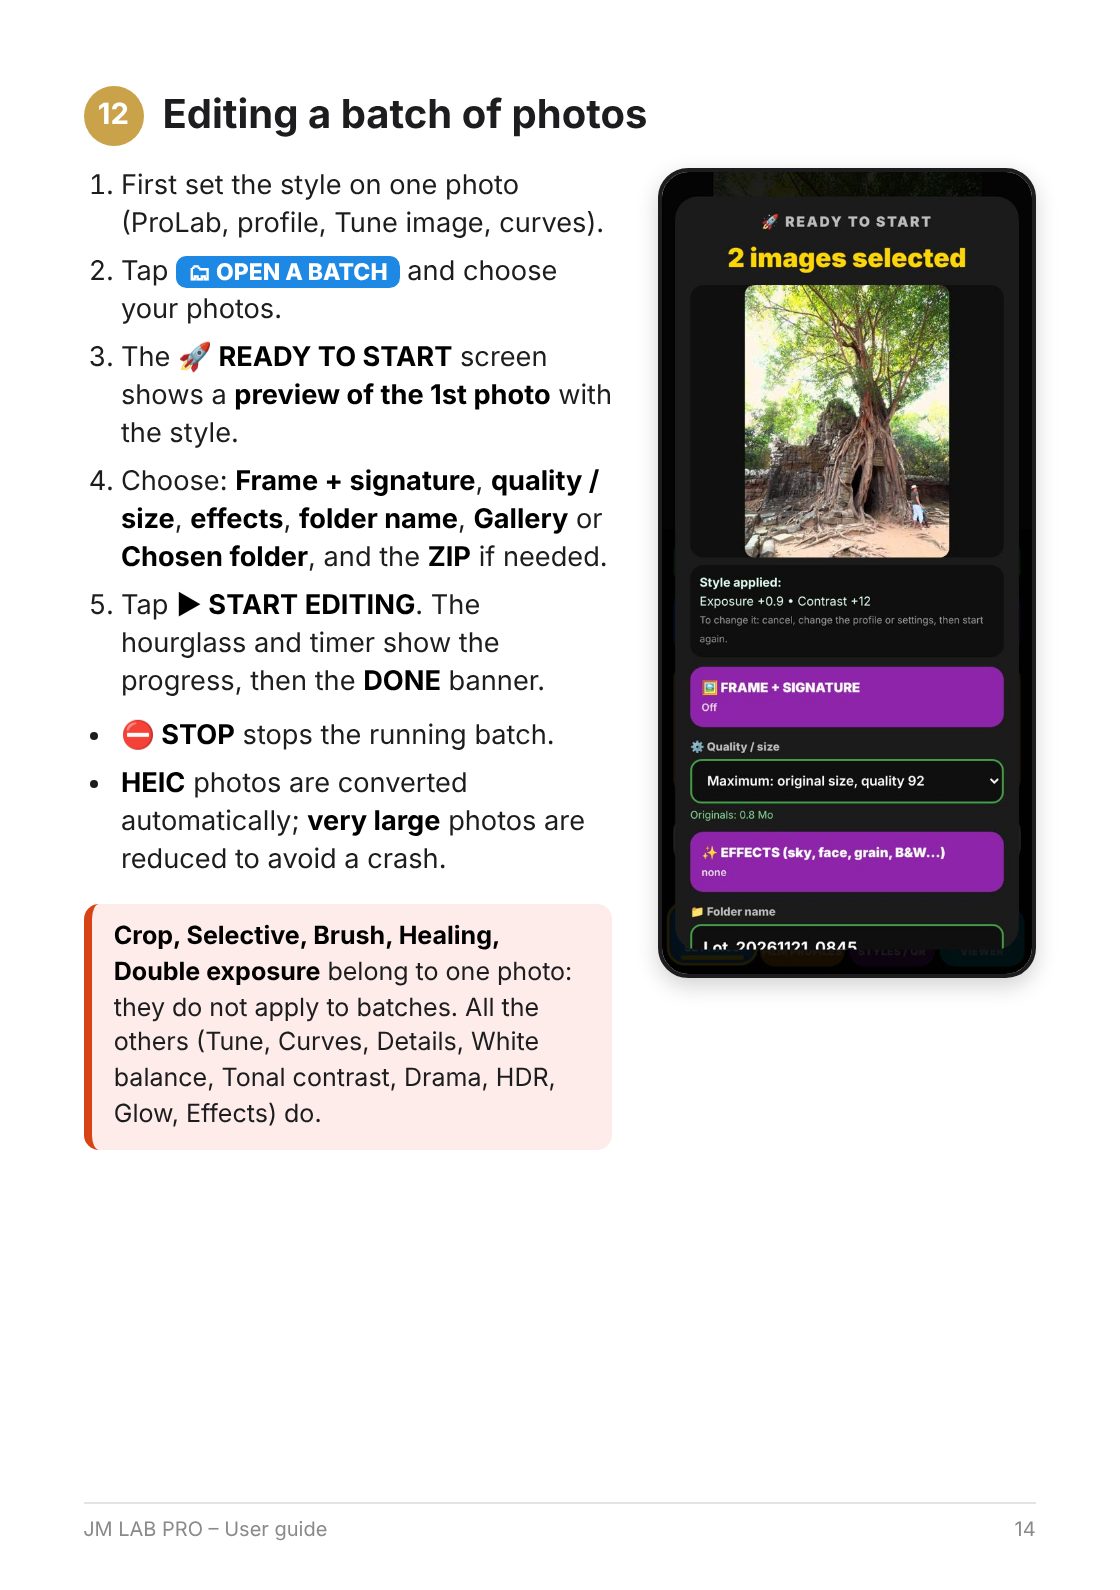 12 Editing a batch of photos
1. First set the style on one photo
(ProLab, profile, Tune image, curves).
2. Tap 🗂 OPEN A BATCH and choose
your photos.
3. The 🚀 READY TO START screen
shows a preview of the 1st photo with
the style.
4. Choose: Frame + signature, quality /
size, effects, folder name, Gallery or
Chosen folder, and the ZIP if needed.
5. Tap ▶ START EDITING. The
hourglass and timer show the
progress, then the DONE banner.
• ⛔ STOP stops the running batch.
• HEIC photos are converted
automatically; very large photos are
reduced to avoid a crash.
Crop, Selective, Brush, Healing,
Double exposure belong to one photo:
they do not apply to batches. All the
others (Tune, Curves, Details, White
balance, Tonal contrast, Drama, HDR,
Glow, Effects) do.
🚀 READY TO START
2 images selected
Style applied:
Exposure +0.9 • Contrast +12
To change it: cancel, change the profile or settings, then start
again.
🖼️ FRAME + SIGNATURE
Off
⚙️ Quality / size
Maximum: original size, quality 92
Originals: 0.8 Mo
✨ EFFECTS (sky, face, grain, B&W...)
none
📁 Folder name
Lot_20261121_0845
JM LAB PRO – User guide
14